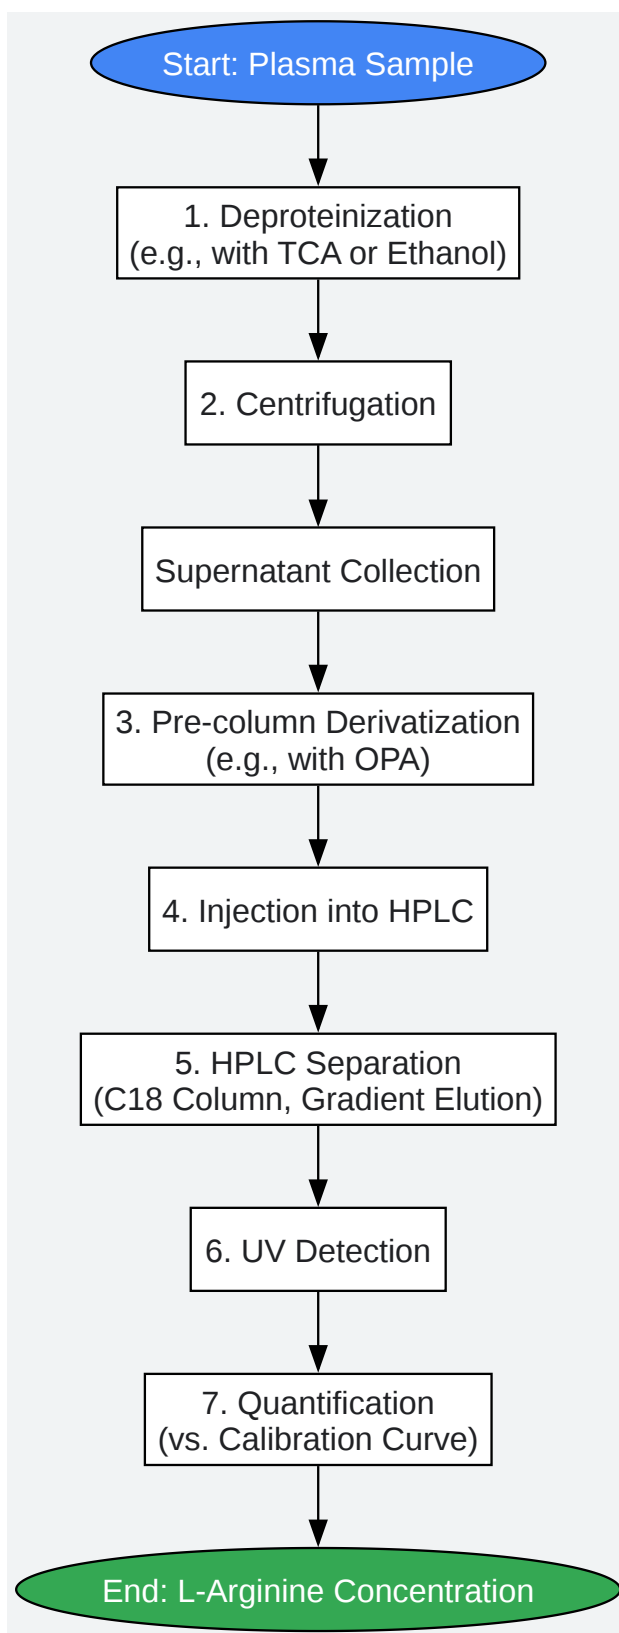 Start: Plasma Sample
1. Deproteinization
(e.g., with TCA or Ethanol)
2. Centrifugation
Supernatant Collection
3. Pre-column Derivatization
(e.g., with OPA)
4. Injection into HPLC
5. HPLC Separation
(C18 Column, Gradient Elution)
6. UV Detection
7. Quantification
(vs. Calibration Curve)
End: L-Arginine Concentration